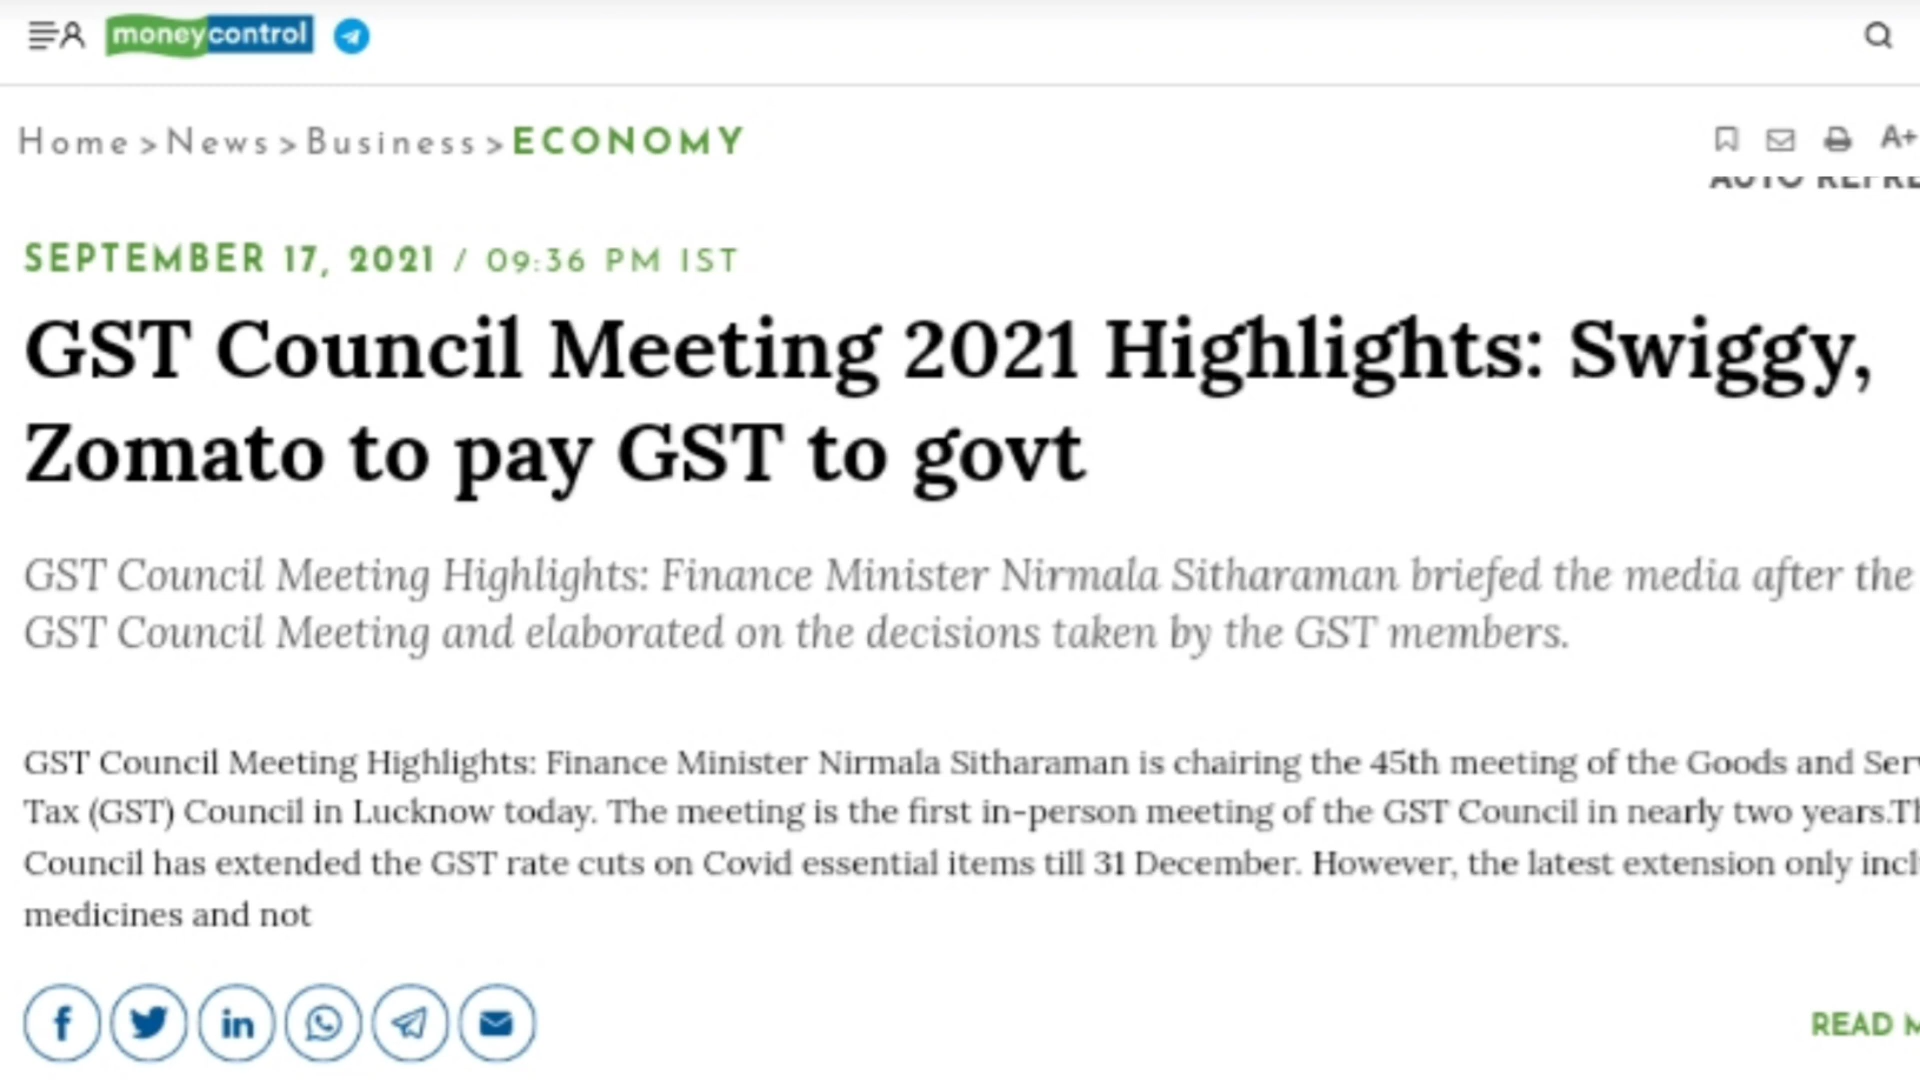 moneycontrol
Home > News > Business > ECONOMY
A+
SEPTEMBER 17, 2021 / 09:36 PM IST
GST Council Meeting 2021 Highlights: Swiggy,
Zomato to pay GST to govt
GST Council Meeting Highlights: Finance Minister Nirmala Sitharaman briefed the media after the
GST Council Meeting and elaborated on the decisions taken by the GST members.
GST Council Meeting Highlights: Finance Minister Nirmala Sitharaman is chairing the 45th meeting of the Goods and
Tax (GST) Council in Lucknow today. The meeting is the first in-person meeting of the GST Council in nearly two years.
Council has extended the GST rate cuts on Covid essential items till 31 December. However, the latest extension only
medicines and not
READ